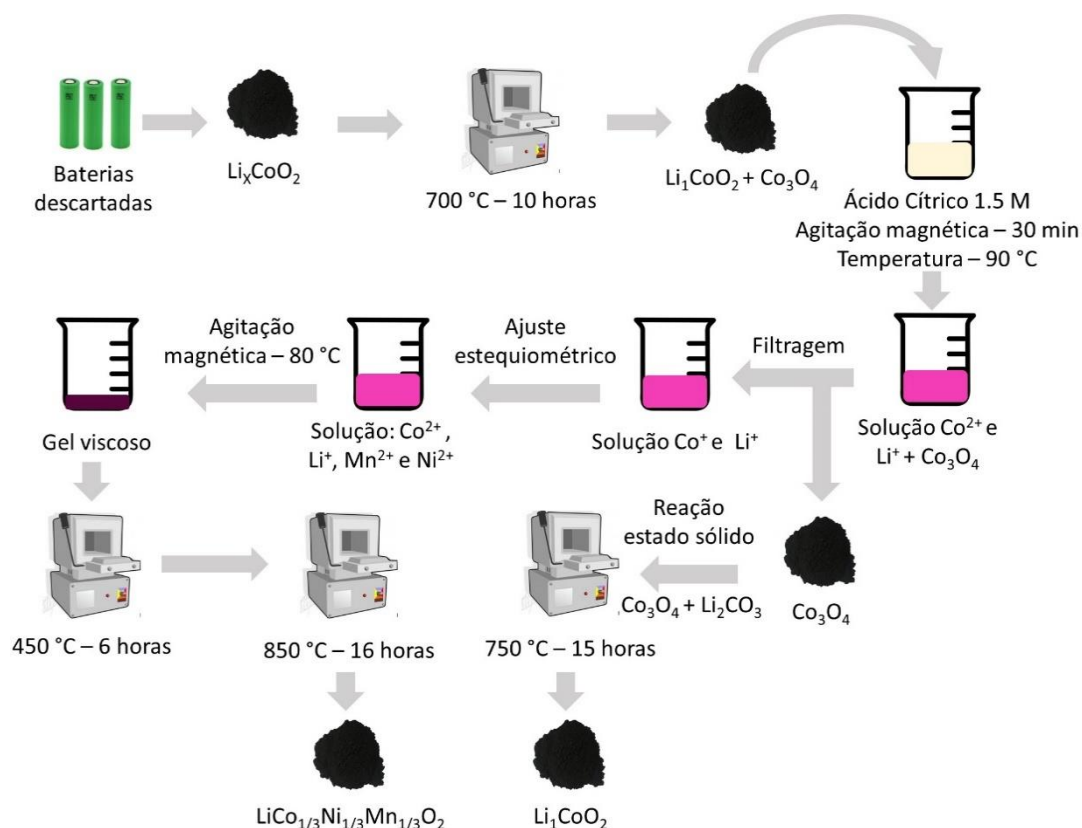 Baterias
descartadas
LiₓCoO₂
700 °C – 10 horas
Li₁CoO₂ + Co₃O₄
Ácido Cítrico 1.5 M
Agitação magnética – 30 min
Temperatura – 90 °C
Agitação
magnética – 80 °C
Ajuste
estequiométrico
Filtragem
Gel viscoso
Solução: Co²⁺ ,
Li⁺, Mn²⁺ e Ni²⁺
Solução Co⁺ e Li⁺
Solução Co²⁺ e
Li⁺ + Co₃O₄
Reação
estado sólido
Co₃O₄ + Li₂CO₃
Co₃O₄
450 °C – 6 horas
850 °C – 16 horas
750 °C – 15 horas
LiCo₁/₃Ni₁/₃Mn₁/₃O₂
Li₁CoO₂